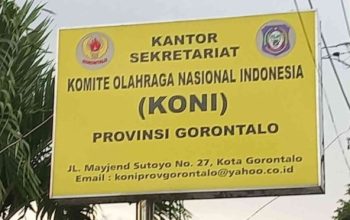 KANTOR
SEKRETARIAT
KOMITE OLAHRAGA NASIONAL INDONESIA
(KONI)
PROVINSI GORONTALO
JL. Mayjend Sutoyo No. 27, Kota Gorontalo
Email : koniprovgorontalo@yahoo.co.id
GORONTALO